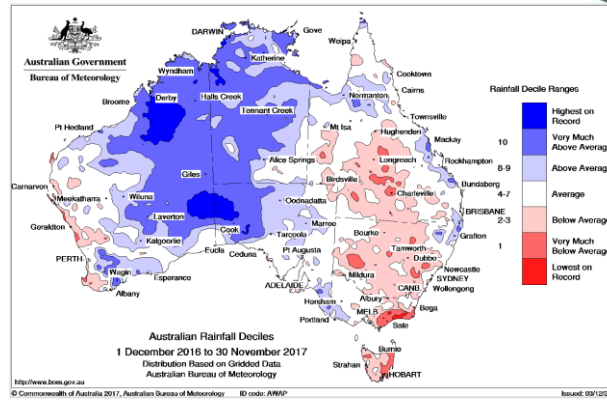 Australian Government
Bureau of Meteorology
DARWIN
Gove
Weipa
Katherine
Wyndham
Cooktown
Cairns
Broome
Derby
Halls Creek
Normanton
Tennant Creek
Townsville
Pt Hedland
Mt Isa
Hughenden
Mackay
Longreach
Rockhampton
Alice Springs
Carnarvon
Giles
Birdsville
Bundaberg
Meekatharra
Wiluna
Charleville
Oodnadatta
BRISBANE
Geraldton
Laverton
Marree
Bourke
Grafton
Kalgoorlie
Cook
Tarcoola
Tamworth
PERTH
Eucla
Ceduna
Pt Augusta
Dubbo
Newcastle
Wagin
Esperance
Mildura
SYDNEY
ADELAIDE
CANB.
Wollongong
Albany
Horsham
Albury
Bega
Portland
MELB
Sale
Burnie
Strahan
HOBART
Rainfall Decile Ranges
Highest on
Record
10
Very Much
Above Average
8-9
Above Average
4-7
Average
2-3
Below Average
1
Very Much
Below Average
Lowest on
Record
Australian Rainfall Deciles
1 December 2016 to 30 November 2017
Distribution Based on Gridded Data
Australian Bureau of Meteorology
http://www.bom.gov.au
© Commonwealth of Australia 2017, Australian Bureau of Meteorology ID code: AWAP Issued: 03/12/2